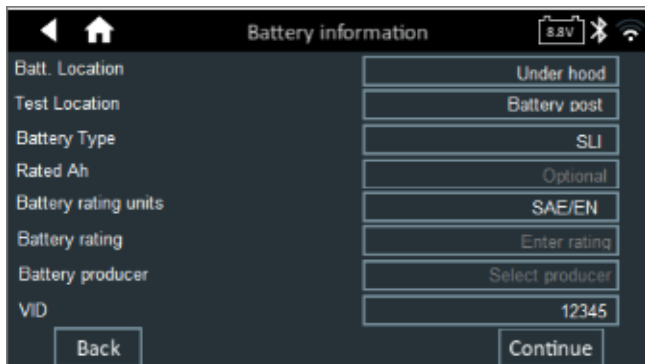 Battery information 8.8V
Batt. Location Under hood
Test Location Battery post
Battery Type SLI
Rated Ah Optional
Battery rating units SAE/EN
Battery rating Enter rating
Battery producer Select producer
VID 12345
Back Continue